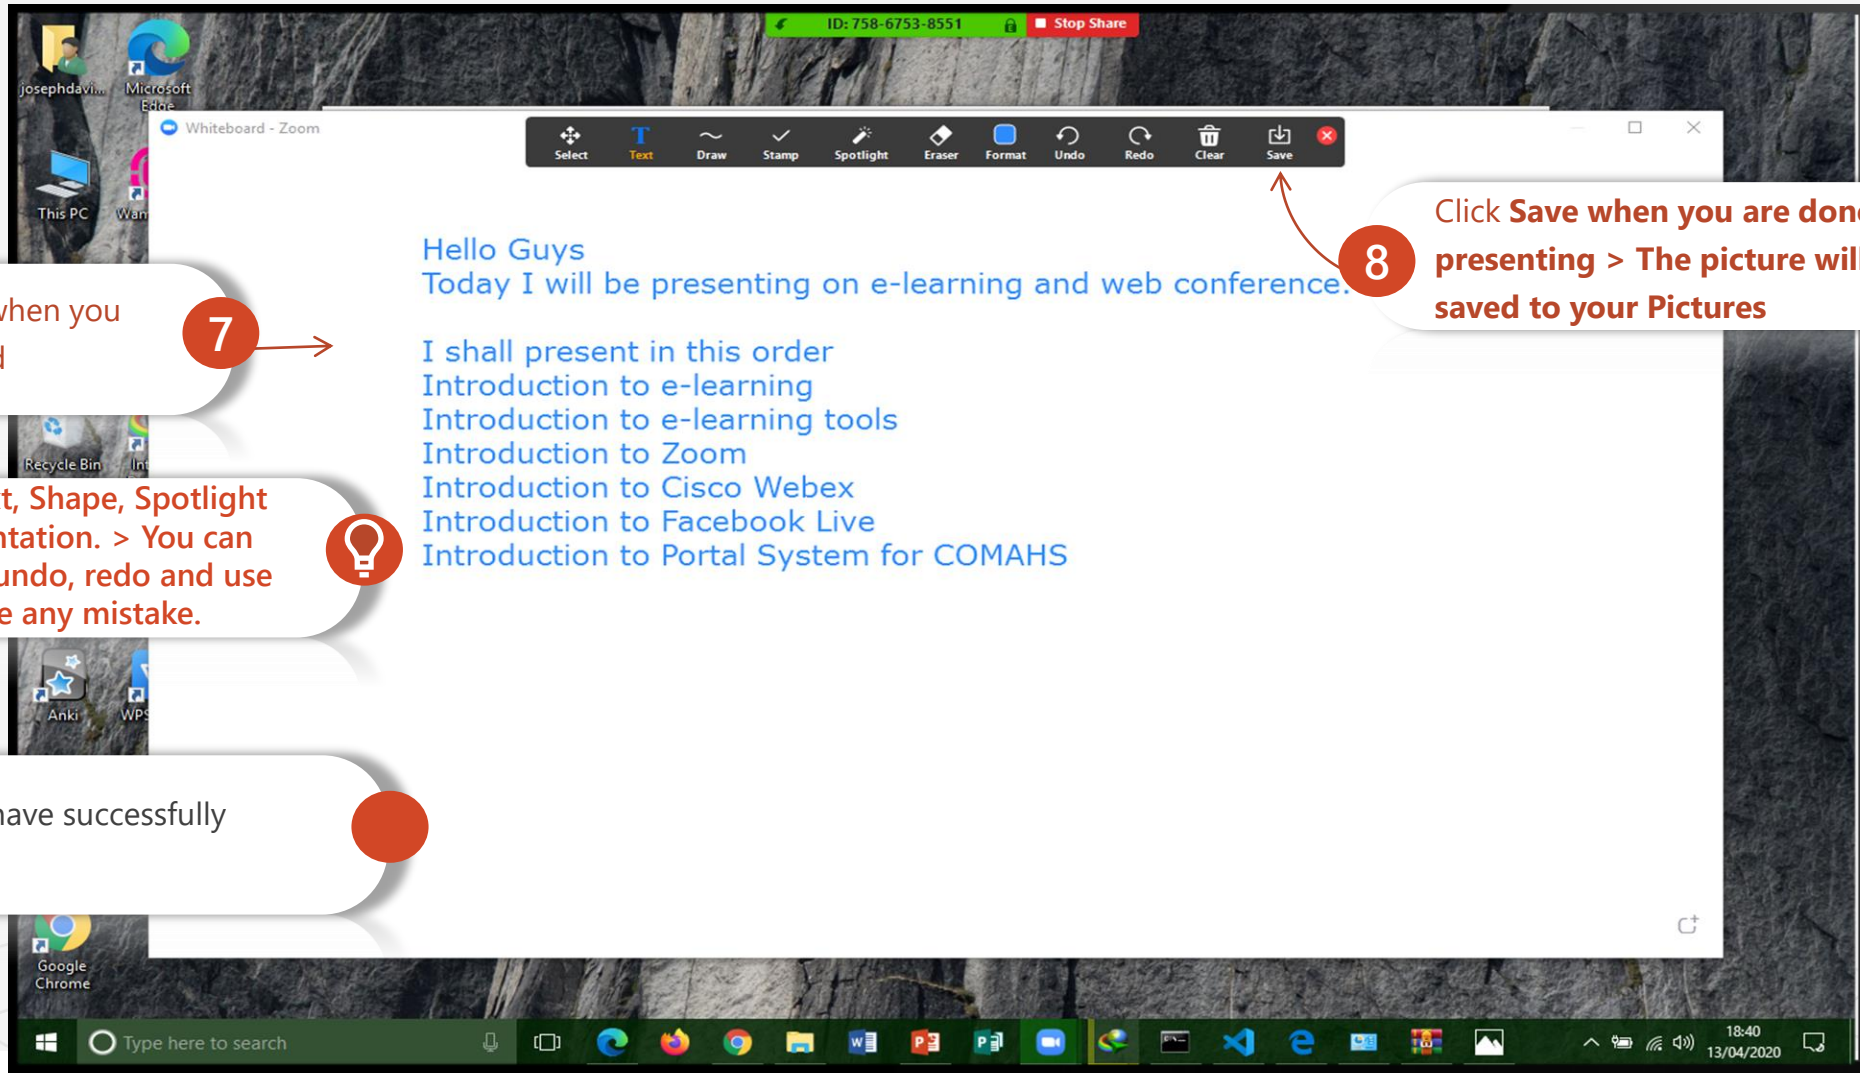 ID: 758-6753-8551
Stop Share
josephdavi...
Microsoft
Edge
Whiteboard - Zoom
Select Text Draw Stamp Spotlight Eraser Format Undo Redo Clear Save
This PC
Click Save when you are done
presenting > The picture will
saved to your Pictures
8
Hello Guys
Today I will be presenting on e-learning and web conference.
when you
7
I shall present in this order
Introduction to e-learning
Introduction to e-learning tools
Introduction to Zoom
Introduction to Cisco Webex
Introduction to Facebook Live
Introduction to Portal System for COMAHS
Recycle Bin
Int
t, Shape, Spotlight
ntation. > You can
undo, redo and use
e any mistake.
Anki
WPS
have successfully
Google
Chrome
Type here to search
18:40
13/04/2020